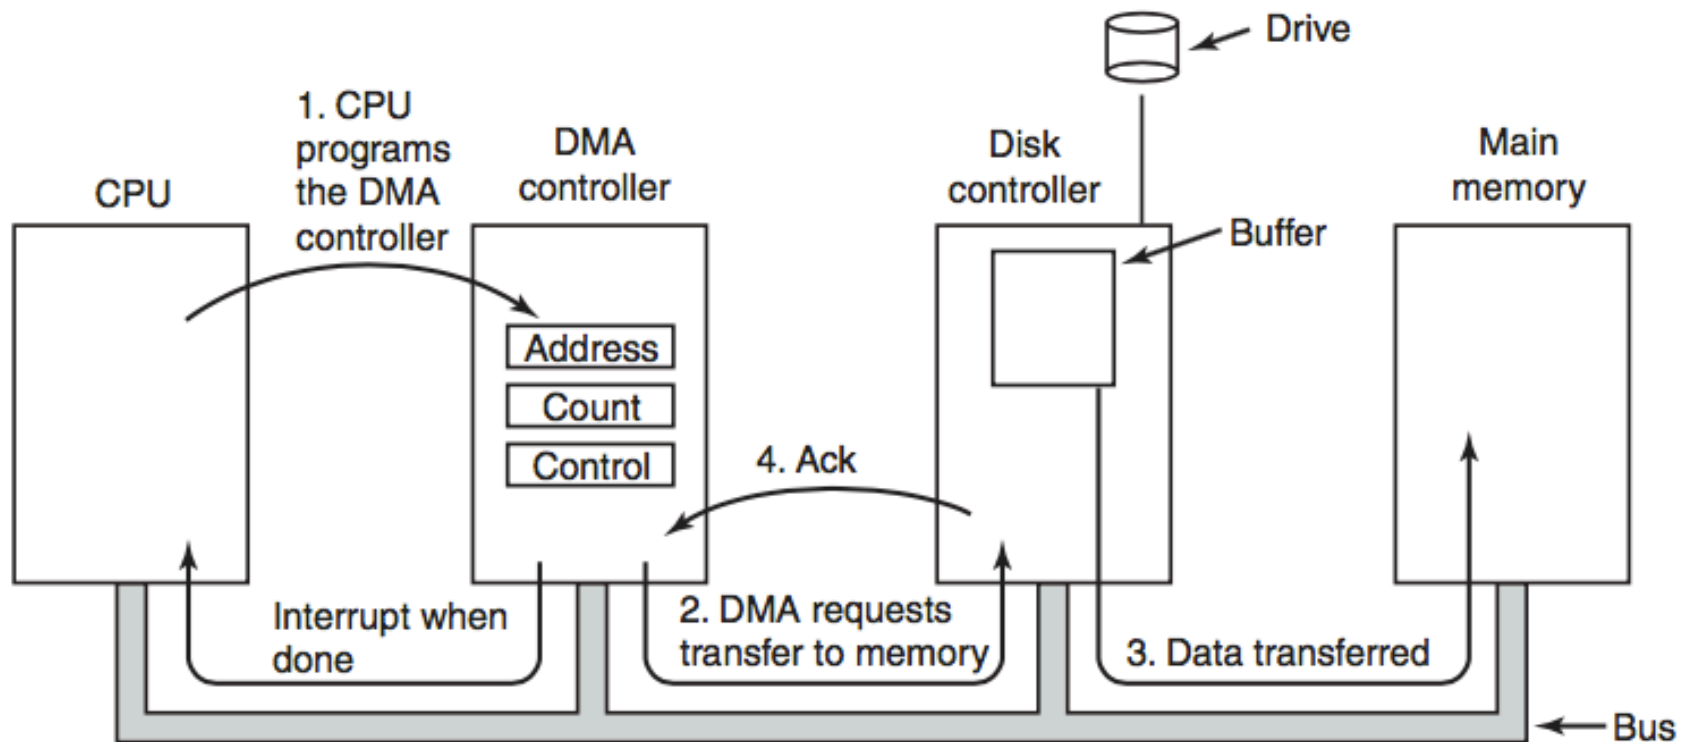 Drive
1. CPU
programs
the DMA
controller
DMA
controller
Disk
controller
Main
memory
CPU
Buffer
Address
Count
Control
4. Ack
Interrupt when
done
2. DMA requests
transfer to memory
3. Data transferred
Bus